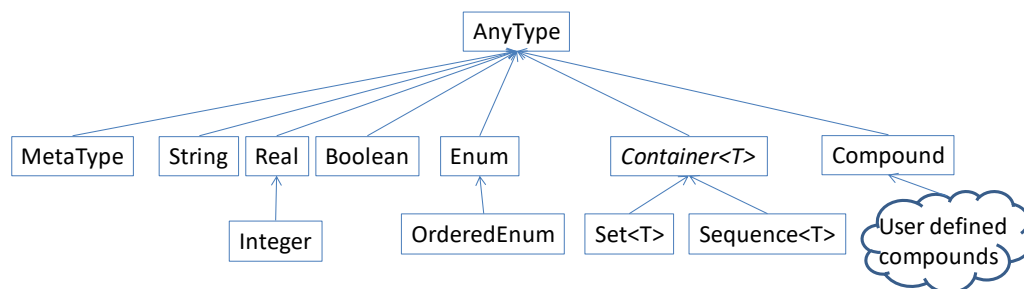 AnyType
MetaType
String
Real
Boolean
Enum
Container<T>
Compound
Integer
OrderedEnum
Set<T>
Sequence<T>
User defined
compounds